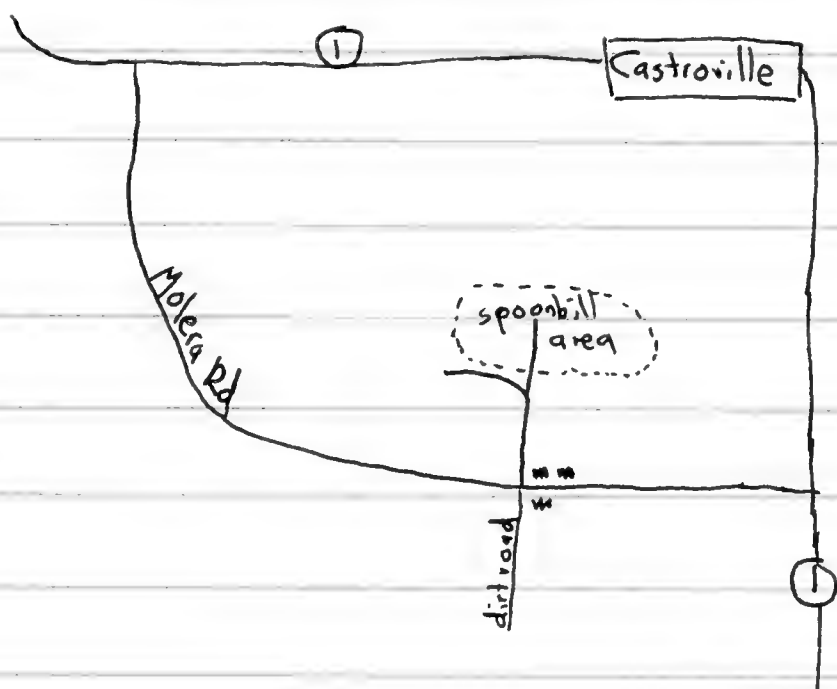 1
Castroville
Molera Rd
spoonbill
area
dirt road
1